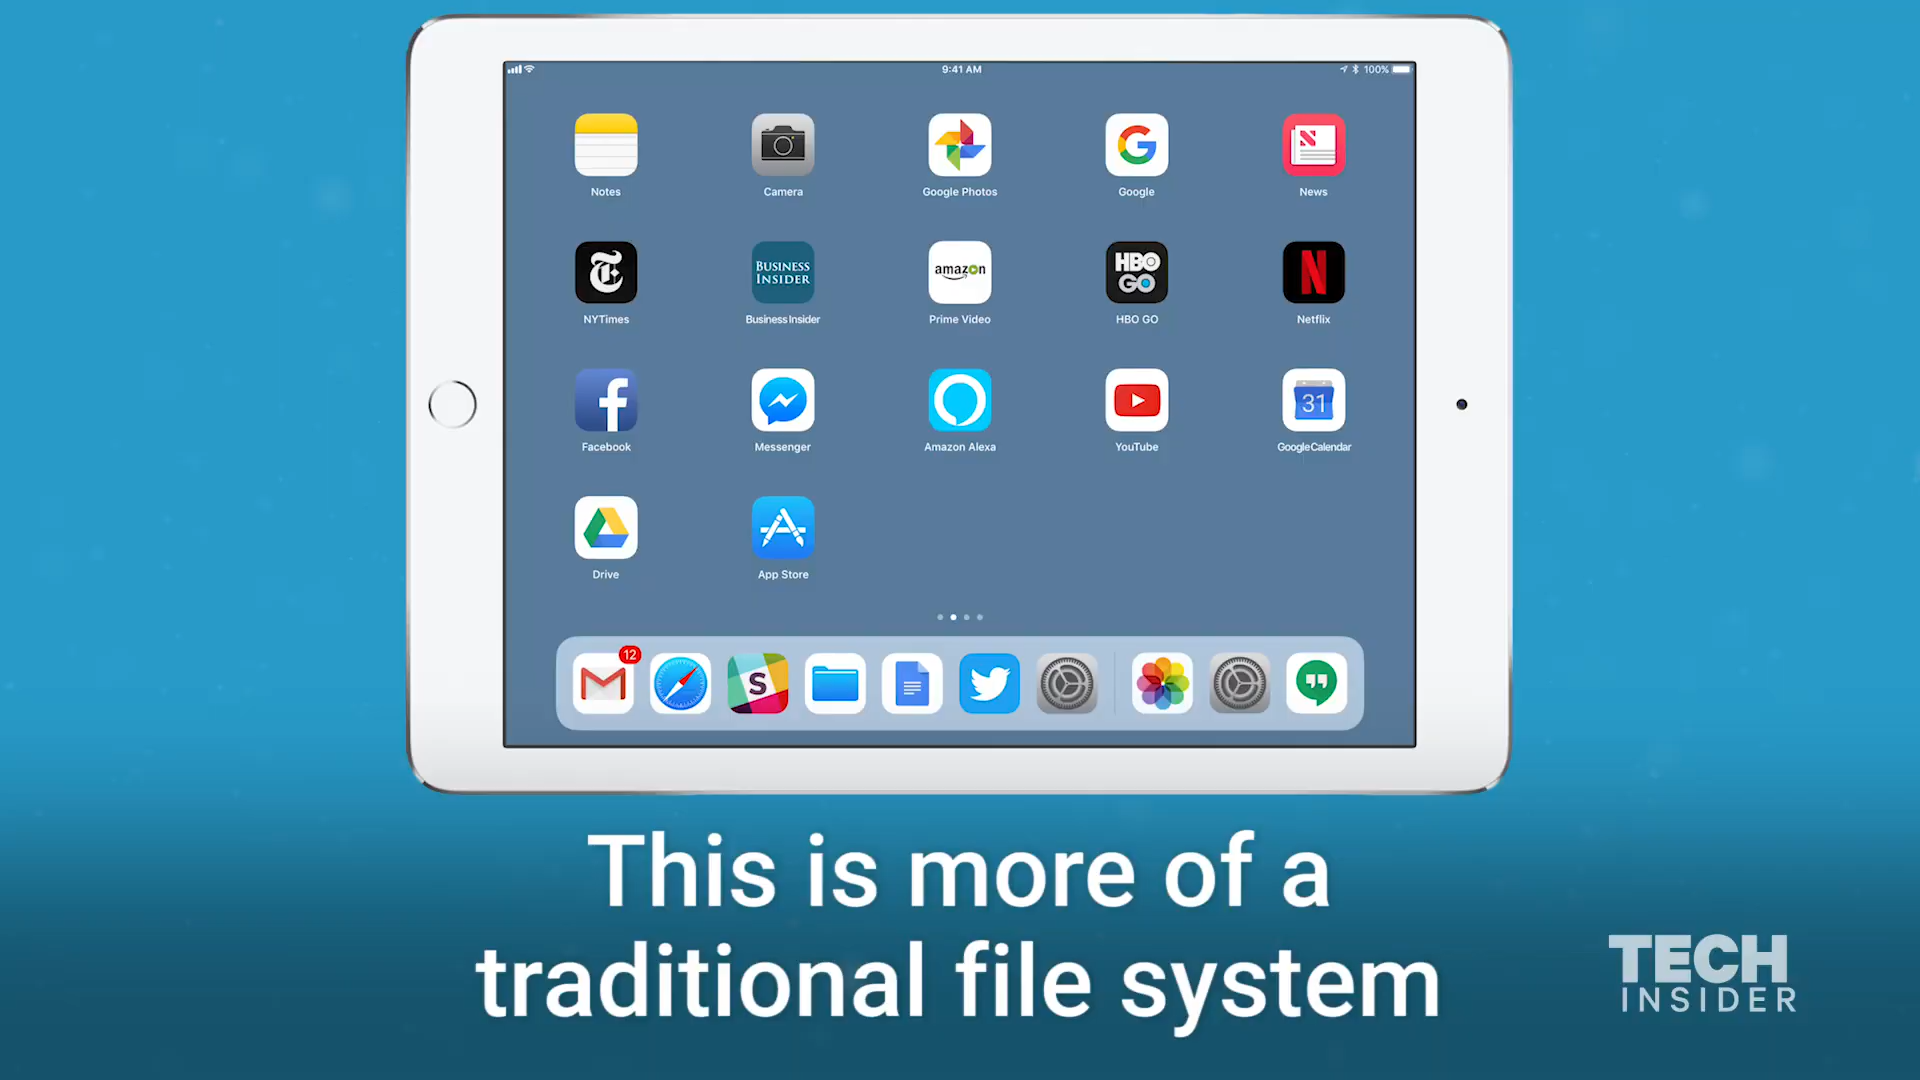 9:41 AM
100%
Notes
Camera
Google Photos
Google
News
BUSINESS
INSIDER
amazon
HBO
GO
NYTimes
Business Insider
Prime Video
HBO GO
Netflix
31
Facebook
Messenger
Amazon Alexa
YouTube
Google Calendar
Drive
App Store
12
This is more of a
traditional file system
TECH
INSIDER